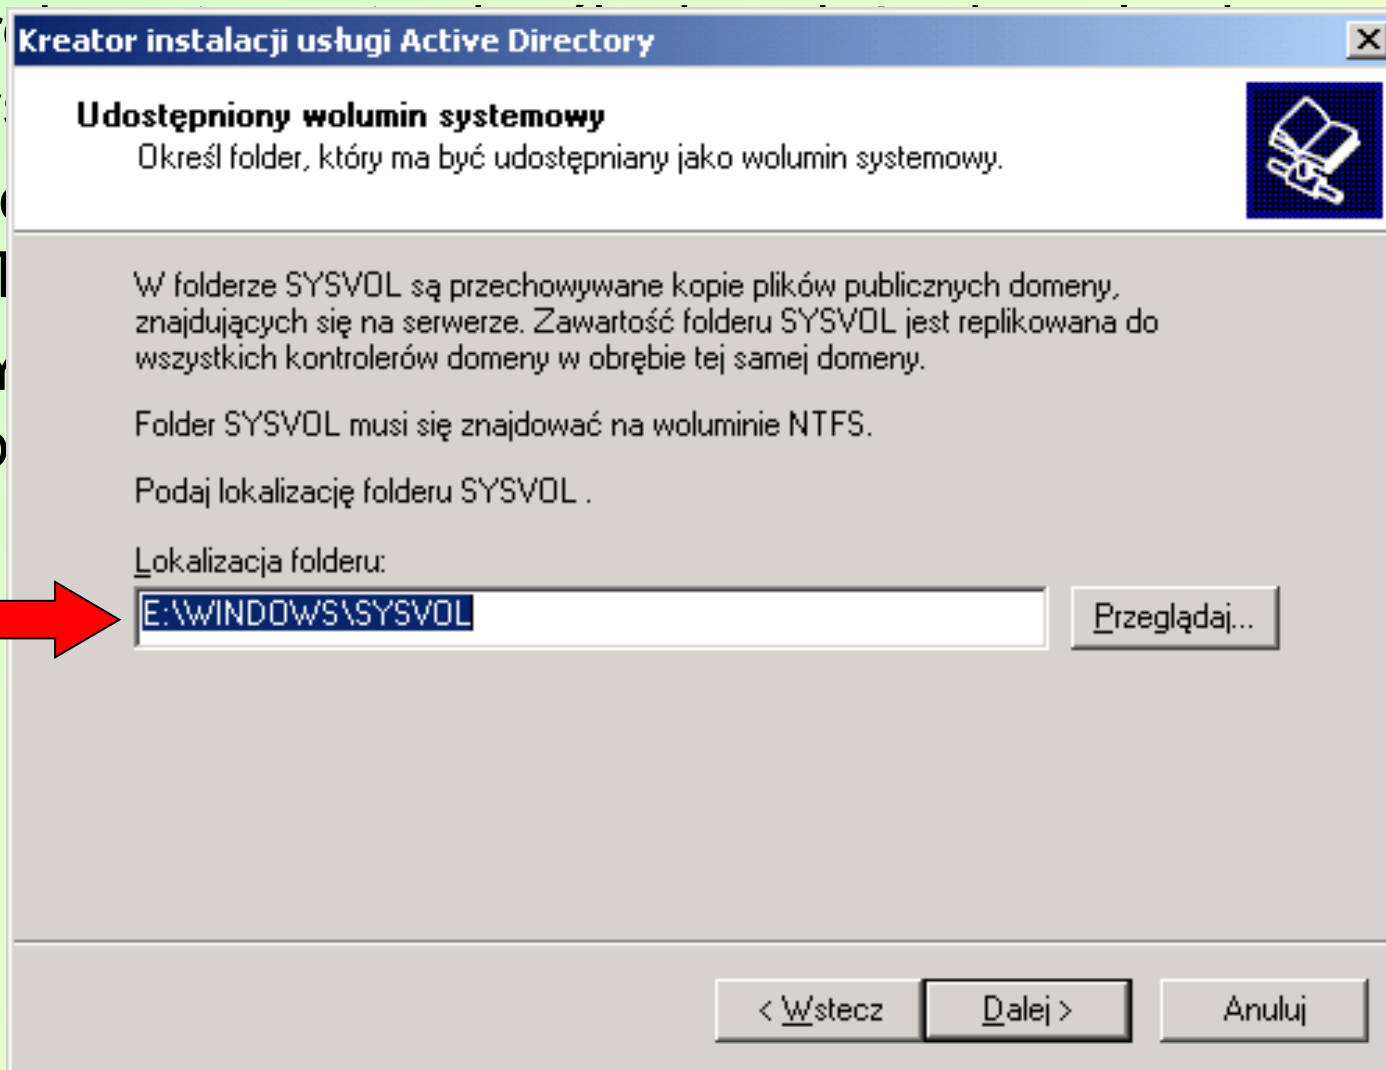 Kreator instalacji usługi Active Directory
Udostępniony wolumin systemowy
Określ folder, który ma być udostępniany jako wolumin systemowy.
W folderze SYSVOL są przechowywane kopie plików publicznych domeny,
znajdujących się na serwerze. Zawartość folderu SYSVOL jest replikowana do
wszystkich kontrolerów domeny w obrębie tej samej domeny.
Folder SYSVOL musi się znajdować na woluminie NTFS.
Podaj lokalizację folderu SYSVOL .
Lokalizacja folderu:
E:\WINDOWS\SYSVOL
Przeglądaj...
< Wstecz
Dalej >
Anuluj